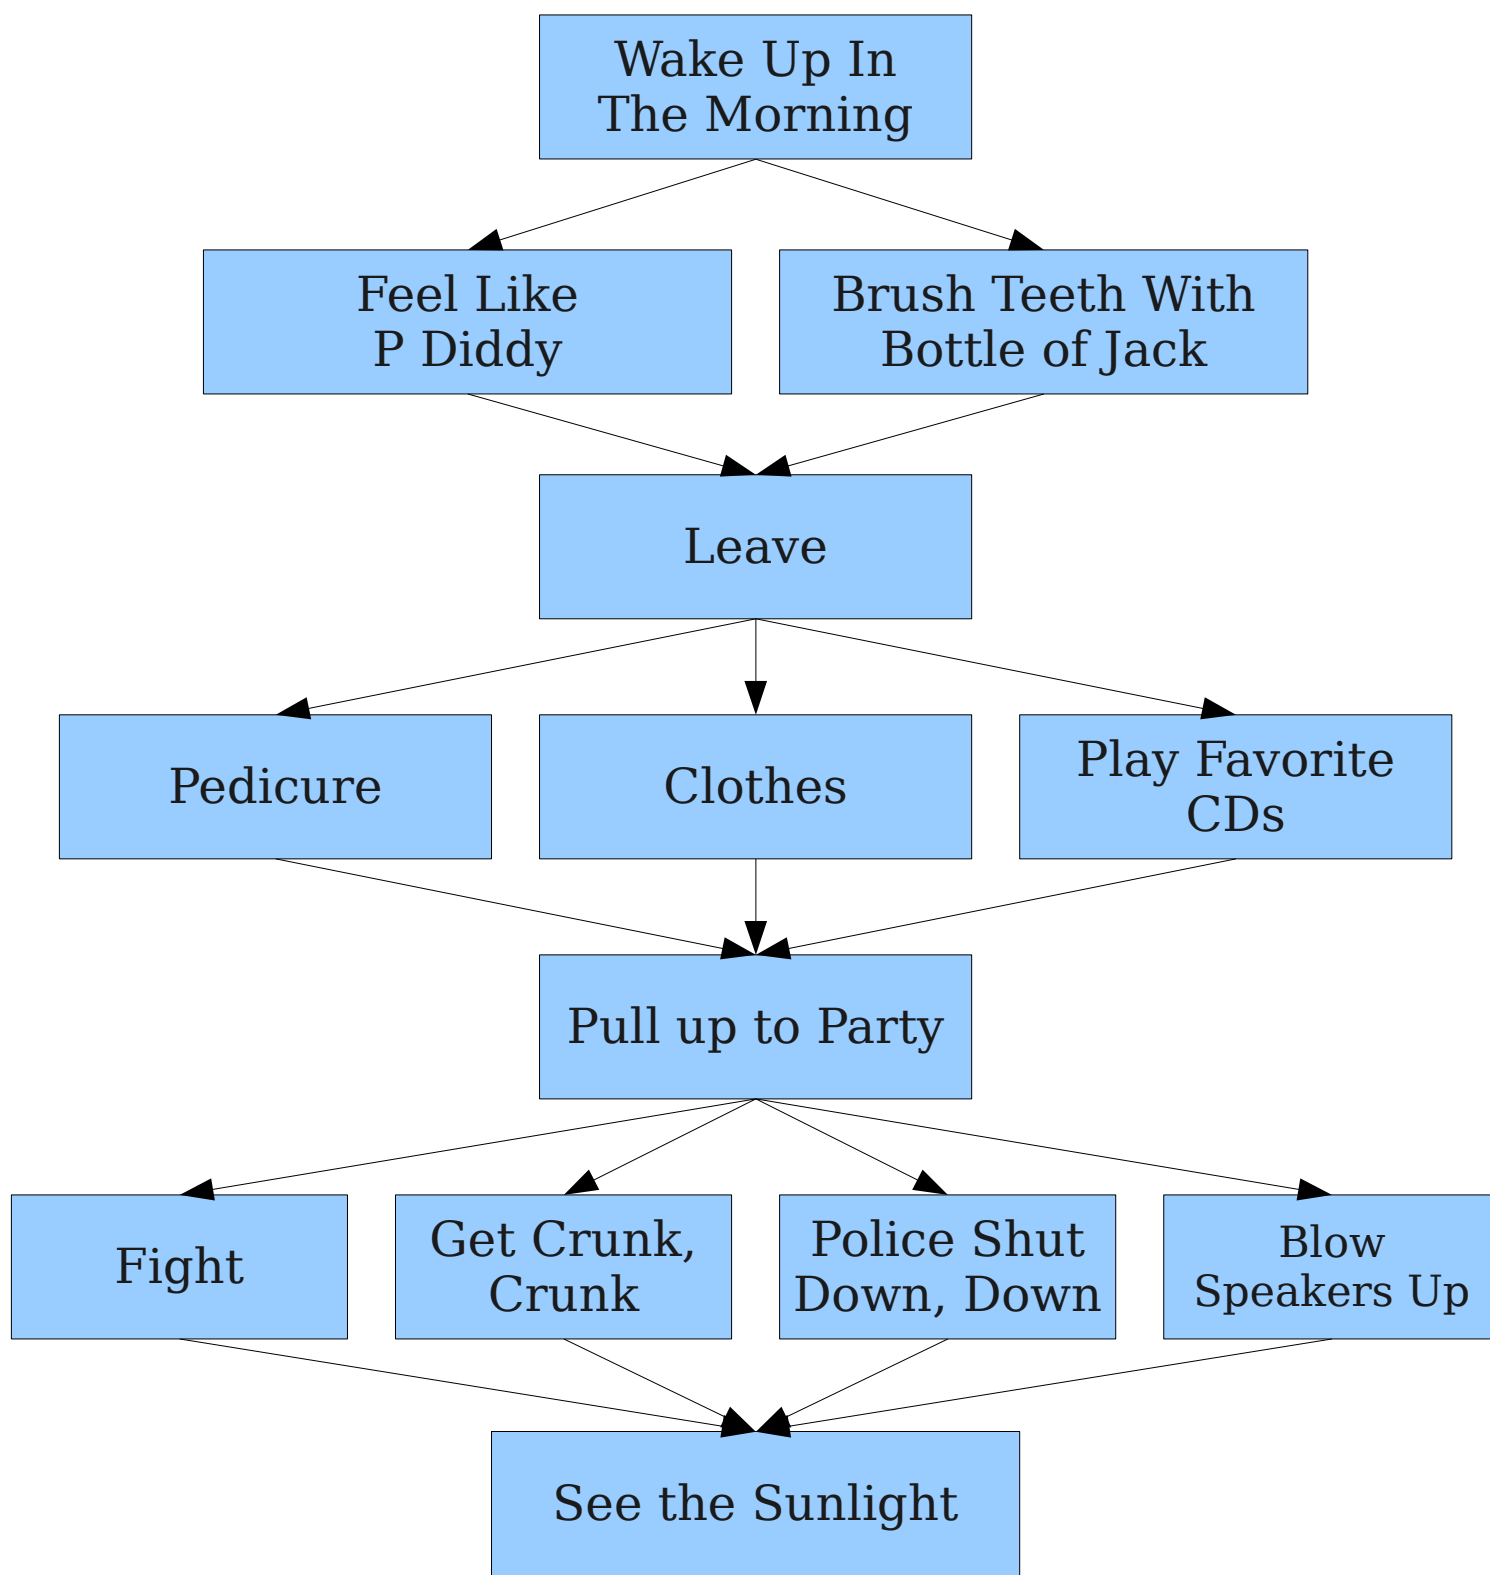 Wake Up In
The Morning
Feel Like
P Diddy
Brush Teeth With
Bottle of Jack
Leave
Pedicure
Clothes
Play Favorite
CDs
Pull up to Party
Fight
Get Crunk,
Crunk
Police Shut
Down, Down
Blow
Speakers Up
See the Sunlight